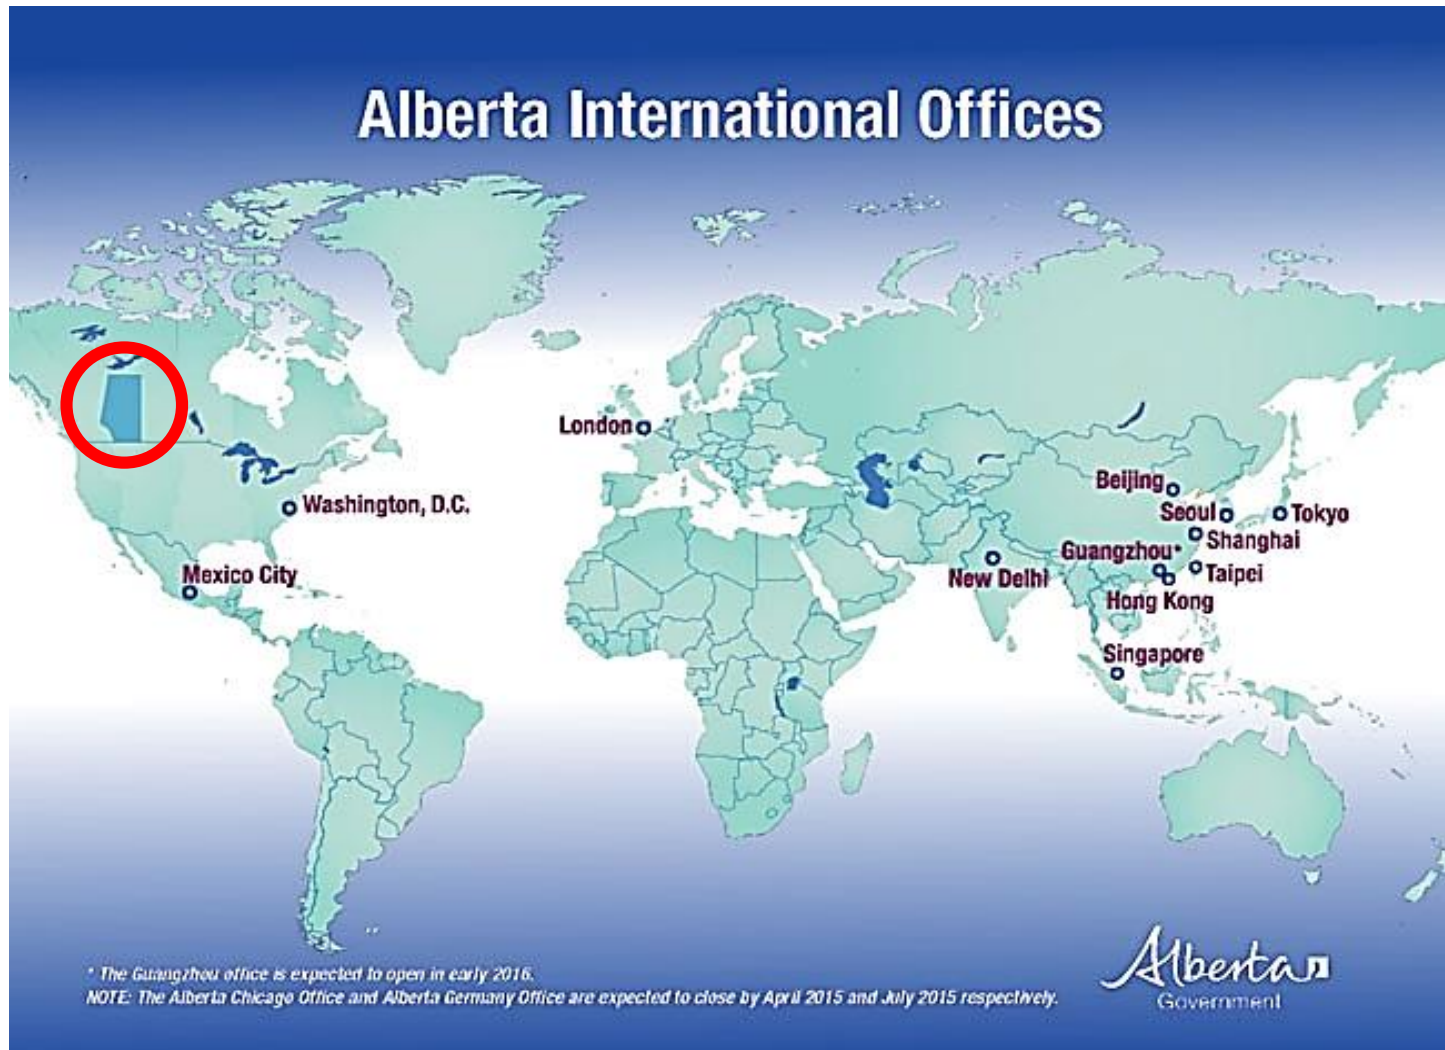 Alberta International Offices
London
Washington, D.C.
Mexico City
Beijing
Seoul
Tokyo
Shanghai
Guangzhou*
Taipei
New Delhi
Hong Kong
Singapore
* The Guangzhou office is expected to open in early 2016.
NOTE: The Alberta Chicago Office and Alberta Germany Office are expected to close by April 2015 and July 2015 respectively.
Alberta
Government